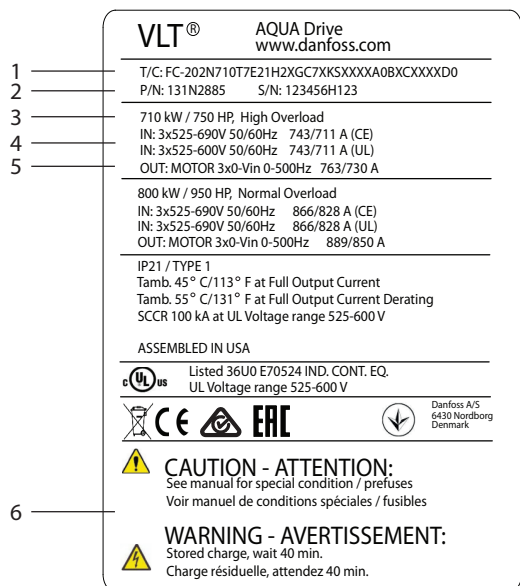 VLT® AQUA Drive
www.danfoss.com
1 T/C: FC-202N710T7E21H2XGC7XKSXXXXA0BXCXXXXD0
2 P/N: 131N2885 S/N: 123456H123
3 710 kW / 750 HP, High Overload
4 IN: 3x525-690V 50/60Hz 743/711 A (CE)
IN: 3x525-600V 50/60Hz 743/711 A (UL)
5 OUT: MOTOR 3x0-Vin 0-500Hz 763/730 A
800 kW / 950 HP, Normal Overload
IN: 3x525-690V 50/60Hz 866/828 A (CE)
IN: 3x525-690V 50/60Hz 866/828 A (UL)
OUT: MOTOR 3x0-Vin 0-500Hz 889/850 A
IP21 / TYPE 1
Tamb. 45° C/113° F at Full Output Current
Tamb. 55° C/131° F at Full Output Current Derating
SCCR 100 kA at UL Voltage range 525-600 V
ASSEMBLED IN USA
c UL us Listed 36U0 E70524 IND. CONT. EQ.
UL Voltage range 525-600 V
CE EAC
Danfoss A/S
6430 Nordborg
Denmark
CAUTION - ATTENTION:
See manual for special condition / prefuses
Voir manuel de conditions spéciales / fusibles
6
WARNING - AVERTISSEMENT:
Stored charge, wait 40 min.
Charge résiduelle, attendez 40 min.